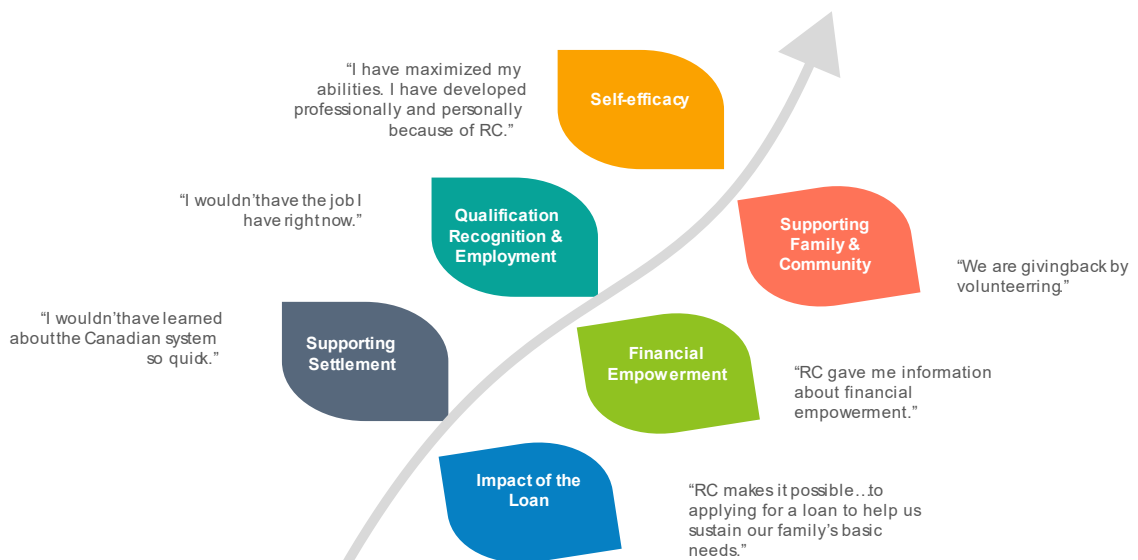 “I have maximized my
abilities. I have developed
professionally and personally
because of RC.”
Self-efficacy
“I wouldn’t have the job I
have right now.”
Qualification
Recognition &
Employment
Supporting
Family &
Community
“We are giving back by
volunteerring.”
“I wouldn’t have learned
about the Canadian system
so quick.”
Supporting
Settlement
Financial
Empowerment
“RC gave me information
about financial
empowerment.”
Impact of the
Loan
“RC makes it possible…to
applying for a loan to help us
sustain our family’s basic
needs.”